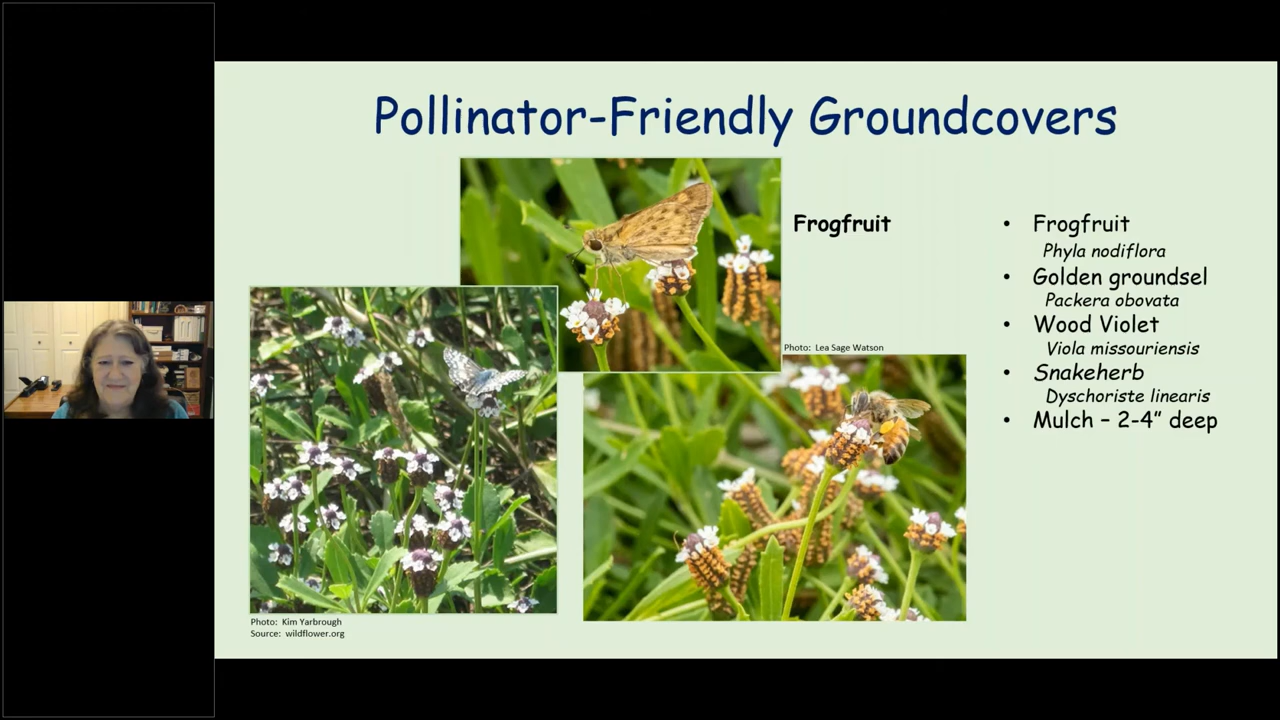 Pollinator-Friendly Groundcovers
Frogfruit
Photo: Lea Sage Watson
Photo: Kim Yarbrough
Source: wildflower.org
• Frogfruit
Phyla nodiflora
• Golden groundsel
Packera obovata
• Wood Violet
Viola missouriensis
• Snakeherb
Dyschoriste linearis
• Mulch – 2-4” deep